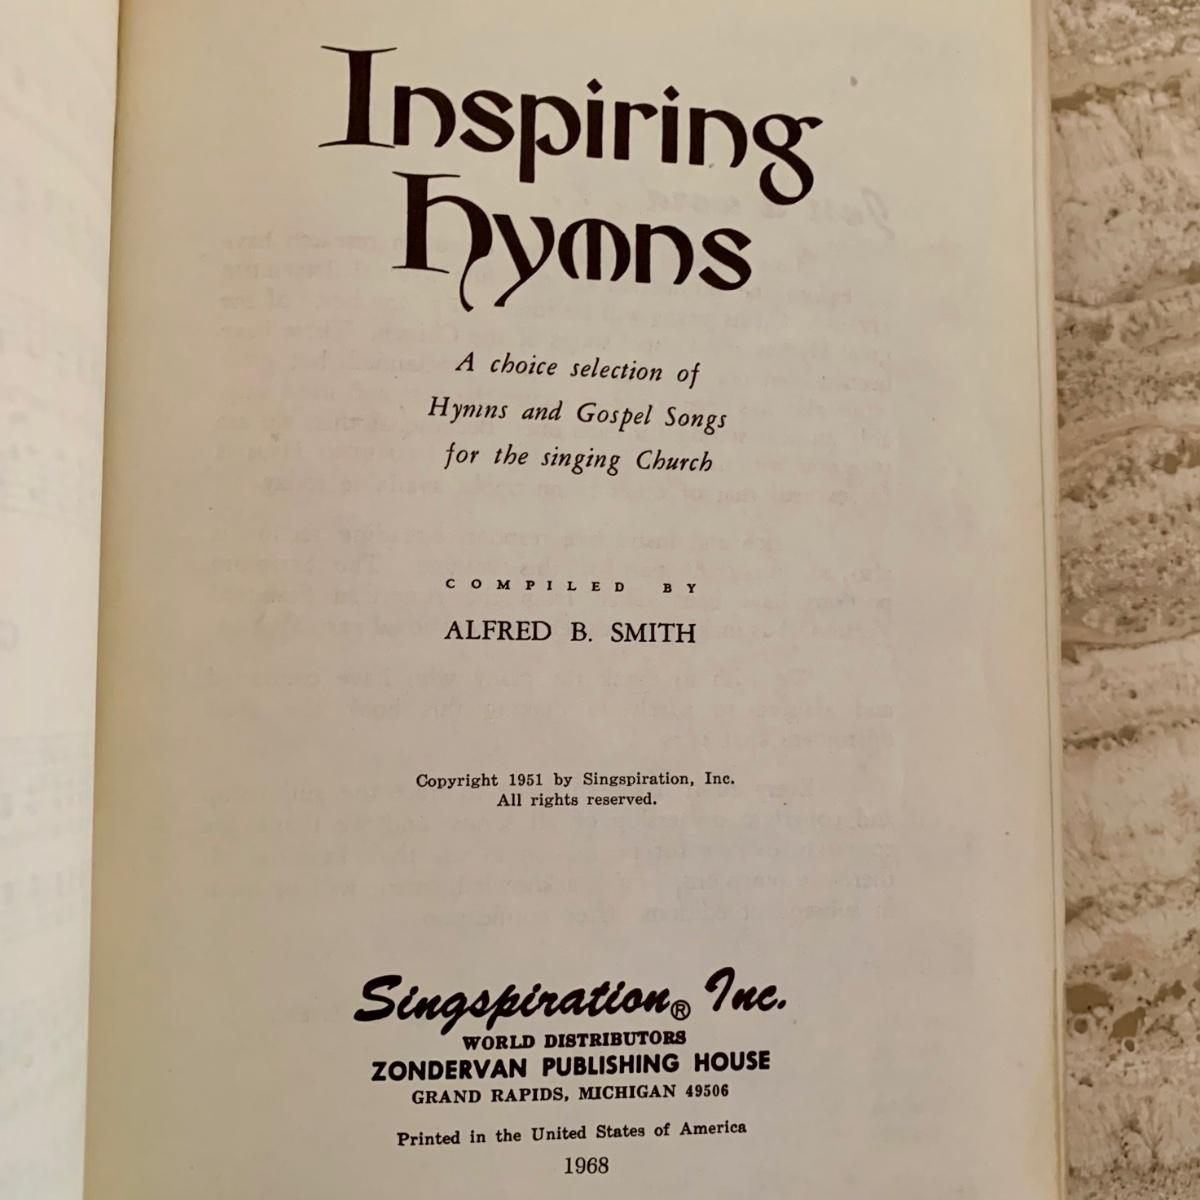 Inspiring
Hymns
A choice selection of
Hymns and Gospel Songs
for the singing Church
COMPILED BY
ALFRED B. SMITH
Copyright 1951 by Singspiration, Inc.
All rights reserved.
Singspiration® Inc.
WORLD DISTRIBUTORS
ZONDERVAN PUBLISHING HOUSE
GRAND RAPIDS, MICHIGAN 49506
Printed in the United States of America
1968